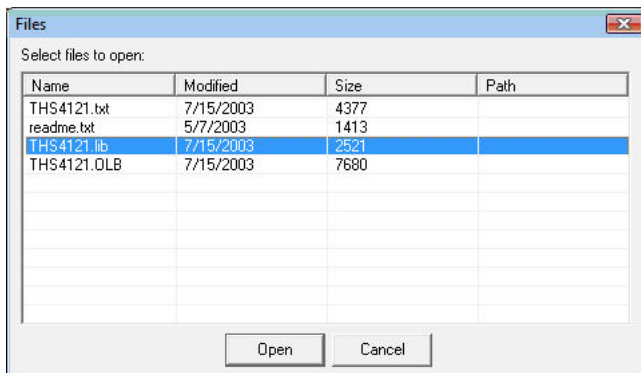 Files
Select files to open:
Name Modified Size Path
THS4121.txt 7/15/2003 4377
readme.txt 5/7/2003 1413
THS4121.lib 7/15/2003 2521
THS4121.OLB 7/15/2003 7680
Open Cancel